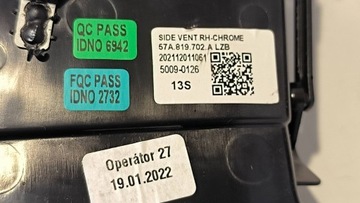 QC PASS
IDNO 6942
FQC PASS
IDNO 2732
SIDE VENT RH-CHROME
57A.819.702.A LZB
202112011061
5009-0126
13S
Operátor 27
19.01.2022